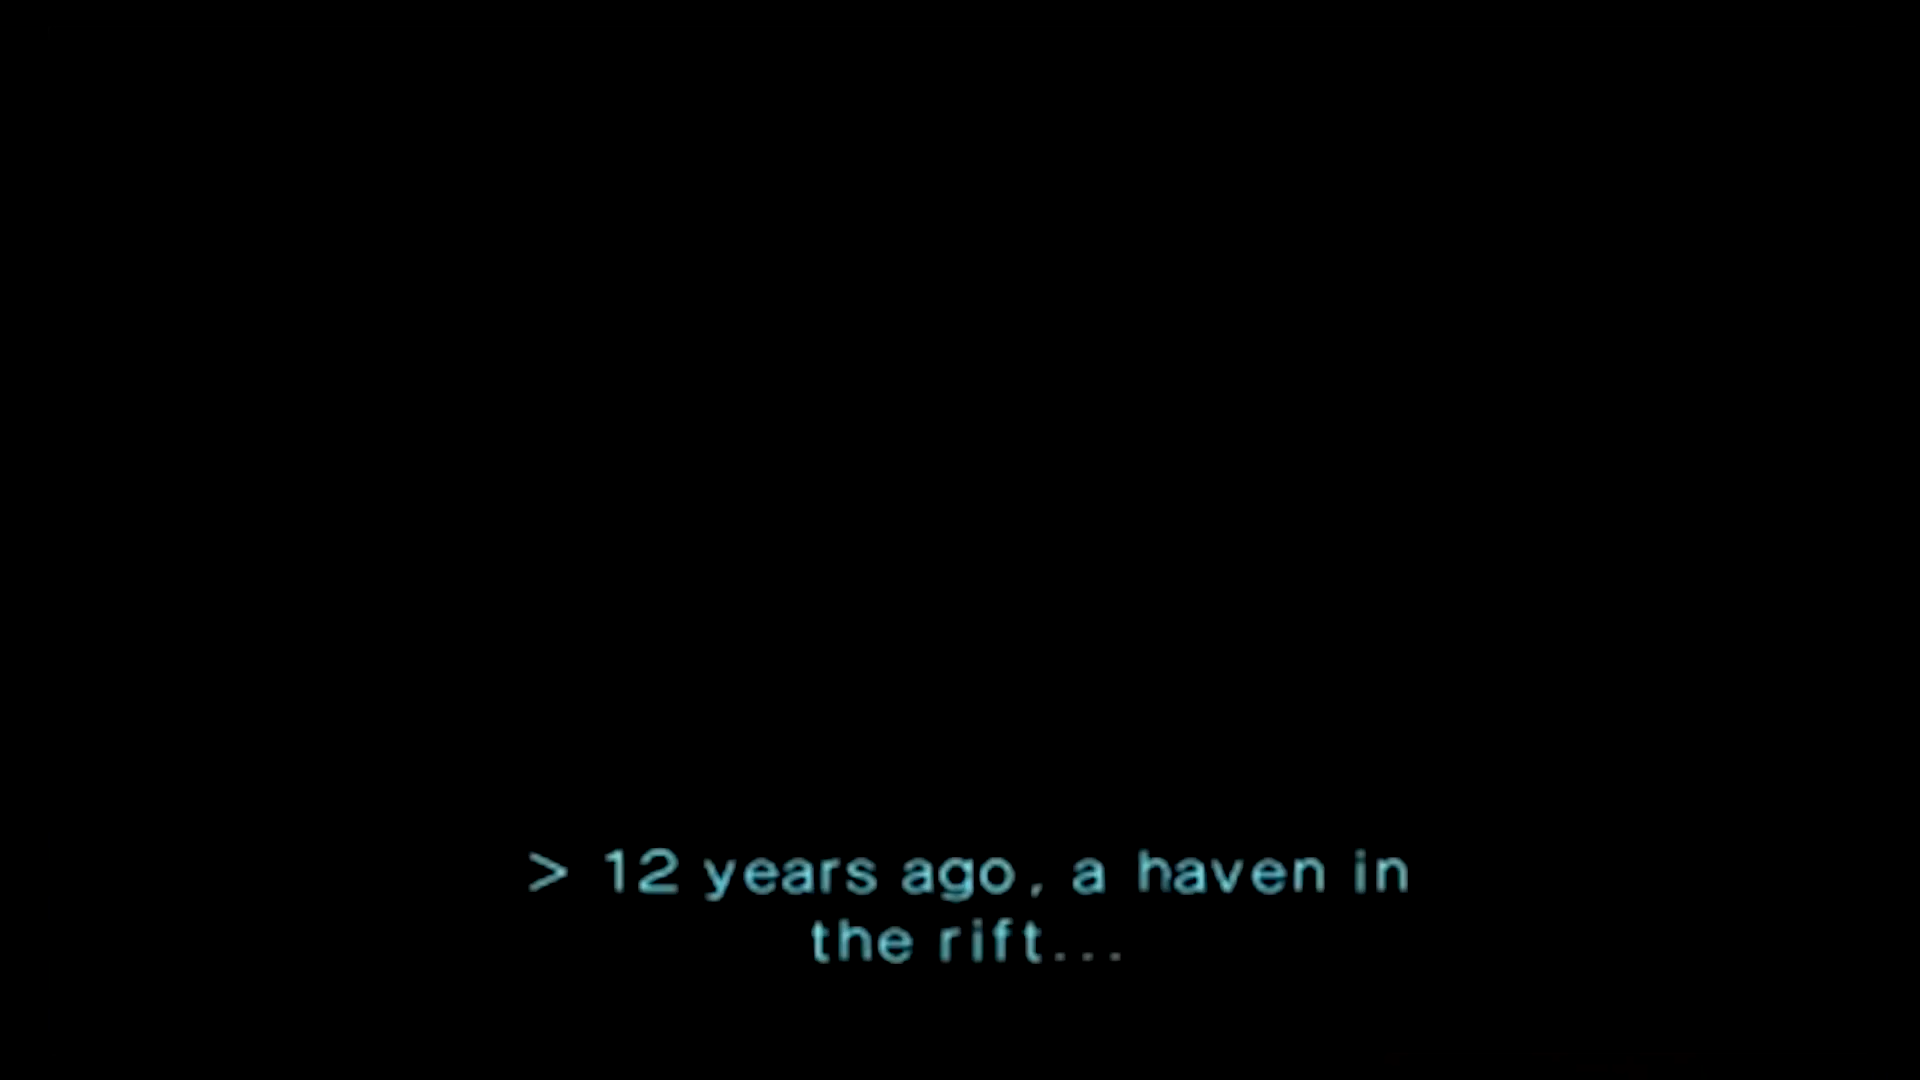 > 12 years ago, a haven in
the rift...